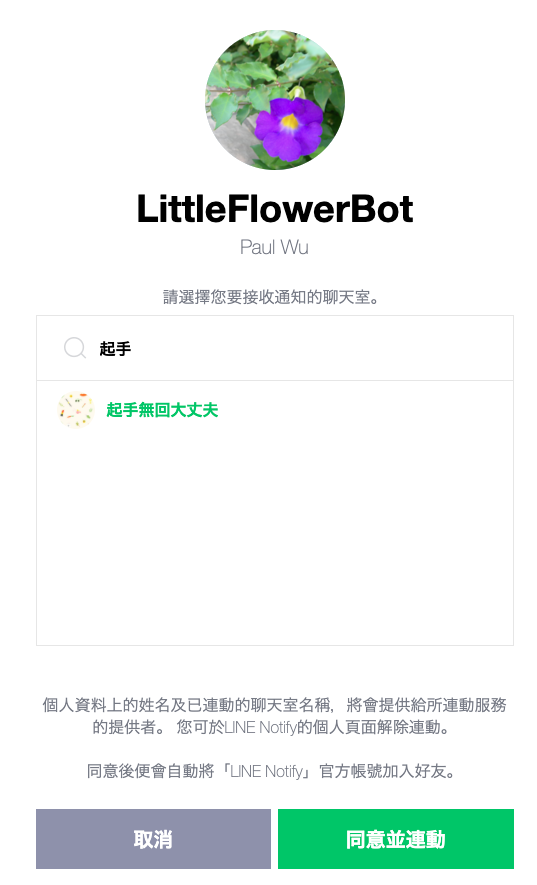 LittleFlowerBot
Paul Wu
請選擇您要接收通知的聊天室。
起手
起手無回大丈夫
個人資料上的姓名及已連動的聊天室名稱，將會提供給所連動服務
的提供者。 您可於LINE Notify的個人頁面解除連動。
同意後便會自動將「LINE Notify」官方帳號加入好友。
取消
同意並連動